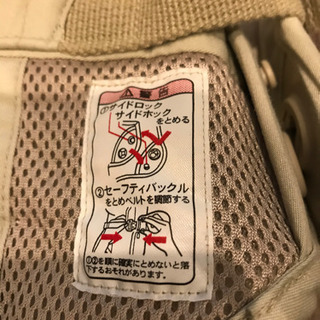 ⚠警告
①サイドロック
サイドホック
をとめる
②セーフティバックル
をとめベルトを調節する
①②を順に確実にとめないと落
下するおそれがあります。